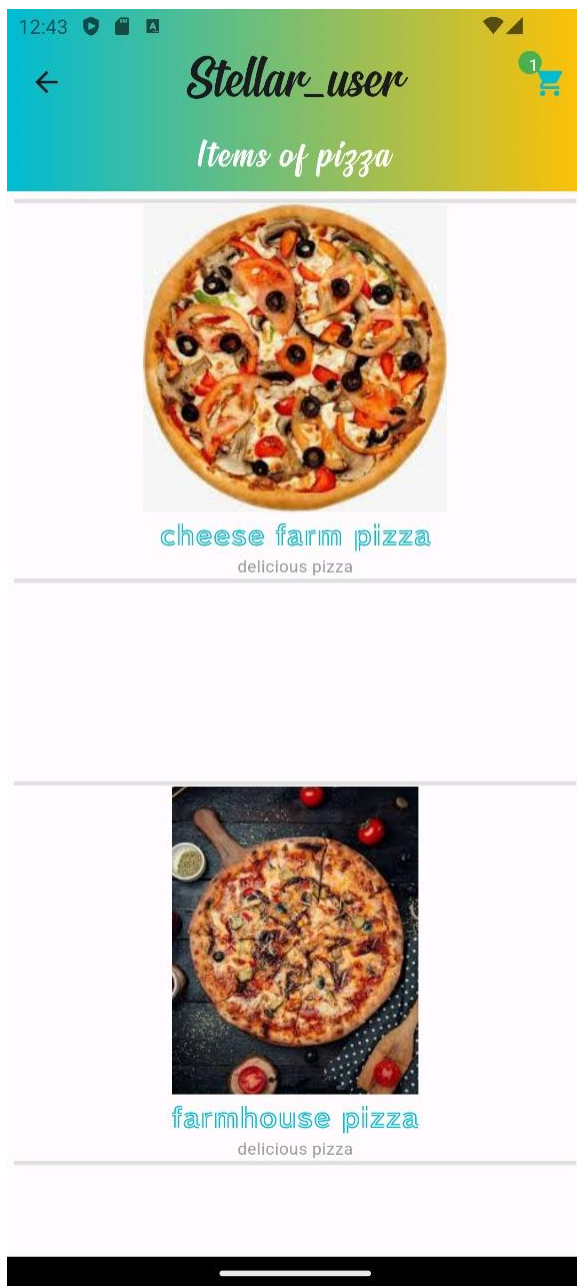 12:43
A
Stellar_user
1
Items of pizza
cheese farm pizza
delicious pizza
farmhouse pizza
delicious pizza